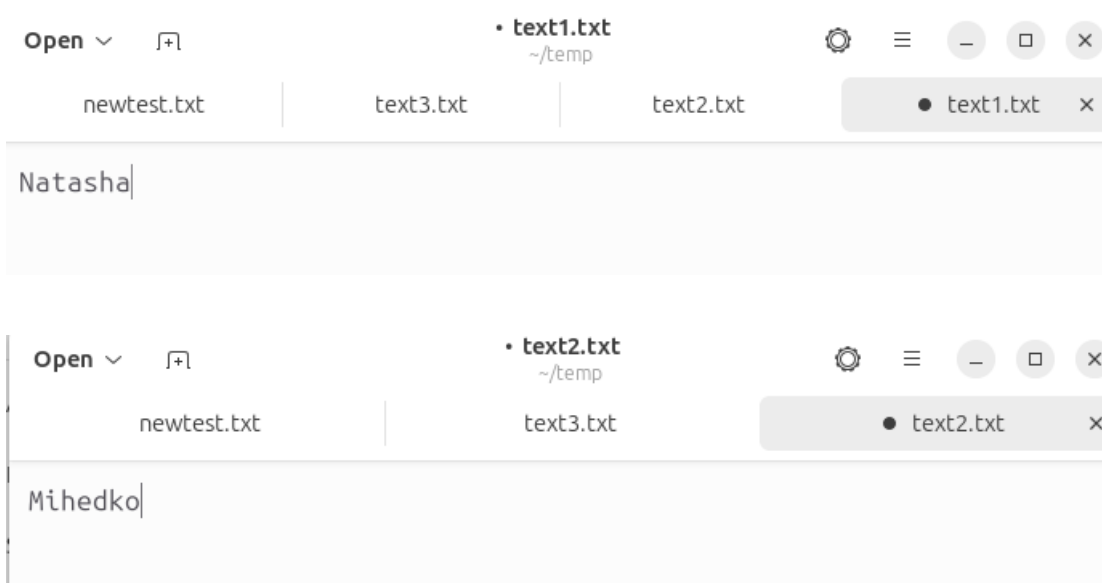 Open
• text1.txt
~/temp
newtest.txt text3.txt text2.txt ● text1.txt
Natasha
Open
• text2.txt
~/temp
newtest.txt text3.txt ● text2.txt
Mihedko